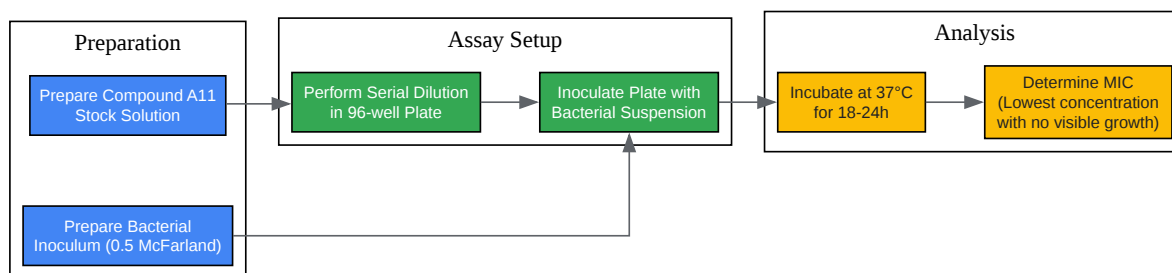 Preparation
Prepare Compound A11
Stock Solution
Prepare Bacterial
Inoculum (0.5 McFarland)
Assay Setup
Perform Serial Dilution
in 96-well Plate
Inoculate Plate with
Bacterial Suspension
Analysis
Incubate at 37°C
for 18-24h
Determine MIC
(Lowest concentration
with no visible growth)